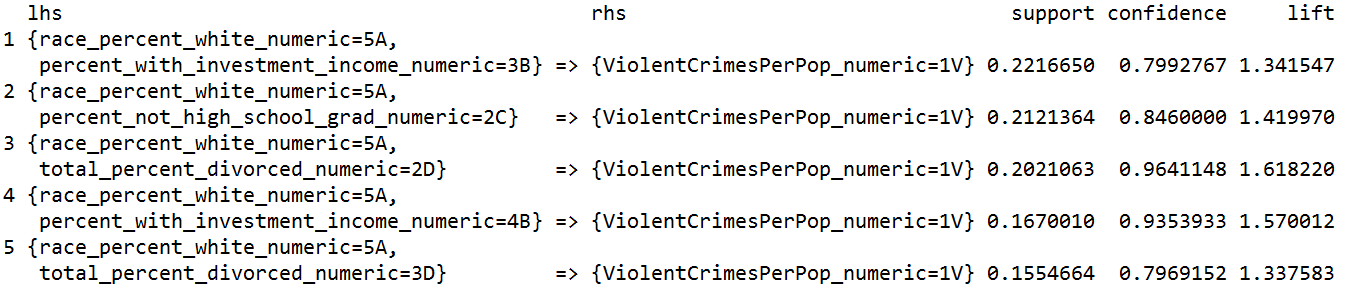 lhs rhs support confidence lift
1 {race_percent_white_numeric=5A,
percent_with_investment_income_numeric=3B} => {ViolentCrimesPerPop_numeric=1V} 0.2216650 0.7992767 1.341547
2 {race_percent_white_numeric=5A,
percent_not_high_school_grad_numeric=2C} => {ViolentCrimesPerPop_numeric=1V} 0.2121364 0.8460000 1.419970
3 {race_percent_white_numeric=5A,
total_percent_divorced_numeric=2D} => {ViolentCrimesPerPop_numeric=1V} 0.2021063 0.9641148 1.618220
4 {race_percent_white_numeric=5A,
percent_with_investment_income_numeric=4B} => {ViolentCrimesPerPop_numeric=1V} 0.1670010 0.9353933 1.570012
5 {race_percent_white_numeric=5A,
total_percent_divorced_numeric=3D} => {ViolentCrimesPerPop_numeric=1V} 0.1554664 0.7969152 1.337583